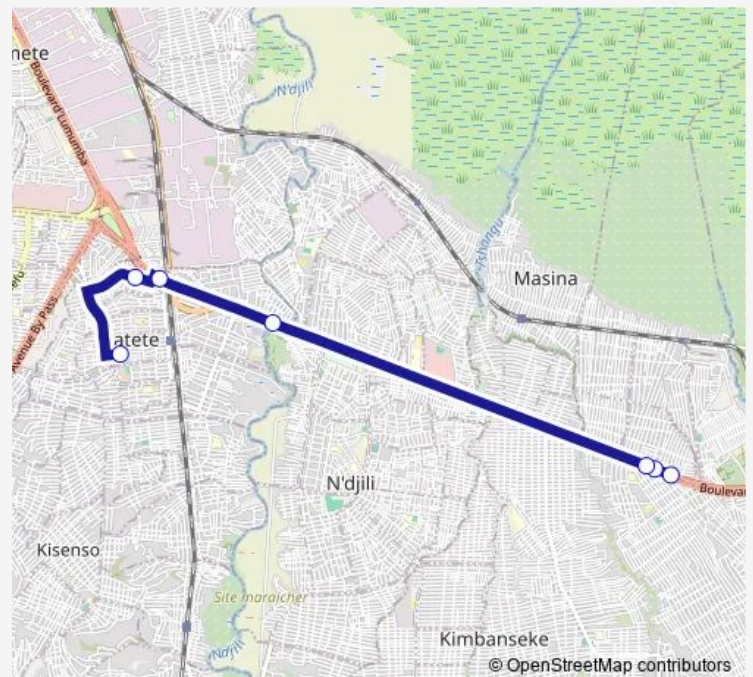 nete
Boulevard Lumumba
N'djili
Tshangu
Masina
efu
Avenue By Pass
atete
N'djili
Boulevar
Kisenso
Site maraicher
N'djili
Kimbanseke
© OpenStreetMap contributors